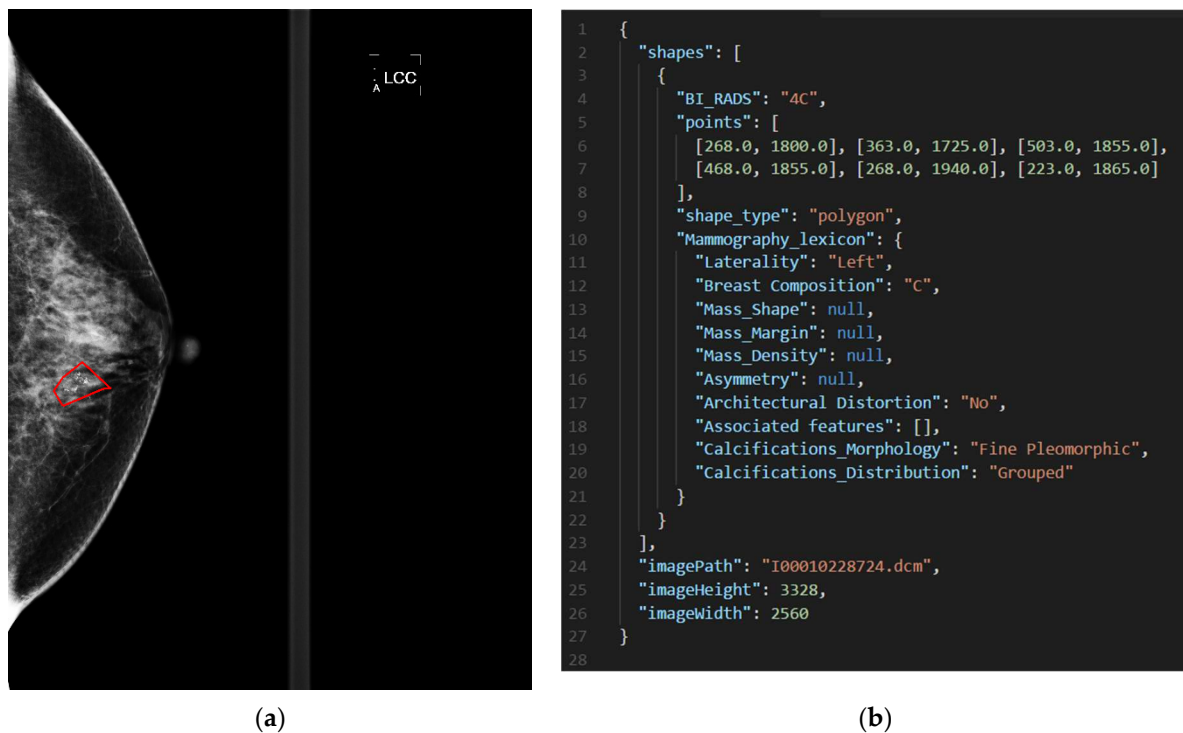 A LCC
1 {
2 "shapes": [
3 {
4 "BI_RADS": "4C",
5 "points": [
6 [268.0, 1800.0], [363.0, 1725.0], [503.0, 1855.0],
7 [468.0, 1855.0], [268.0, 1940.0], [223.0, 1865.0]
8 ],
9 "shape_type": "polygon",
10 "Mammography_lexicon": {
11 "Laterality": "Left",
12 "Breast Composition": "C",
13 "Mass_Shape": null,
14 "Mass_Margin": null,
15 "Mass_Density": null,
16 "Asymmetry": null,
17 "Architectural Distortion": "No",
18 "Associated features": [],
19 "Calcifications_Morphology": "Fine Pleomorphic",
20 "Calcifications_Distribution": "Grouped"
21 }
22 }
23 ],
24 "imagePath": "I00010228724.dcm",
25 "imageHeight": 3328,
26 "imageWidth": 2560
27 }
28
(a)
(b)